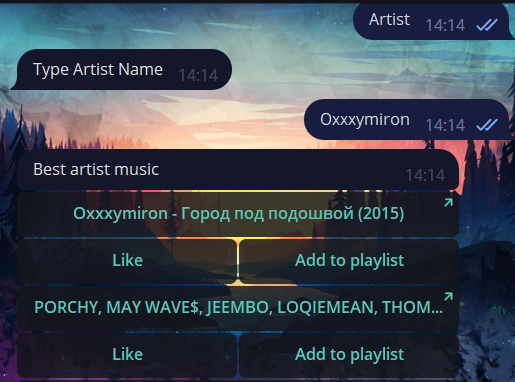 Artist 14:14
Type Artist Name 14:14
Oxxxymiron 14:14
Best artist music 14:14
Oxxxymiron - Город под подошвой (2015)
Like Add to playlist
PORCHY, MAY WAVE$, JEEMBO, LOQIEMEAN, THOM...
Like Add to playlist